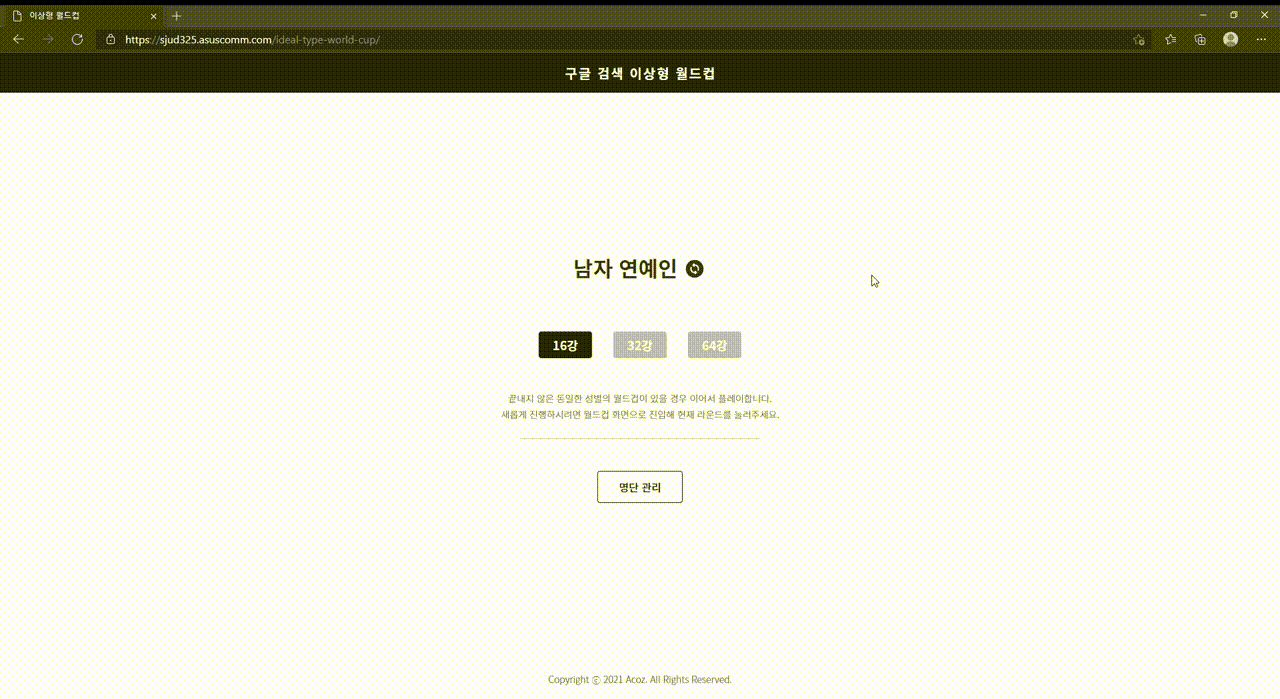 이상형 월드컵
https://sjud325.asuscomm.com/ideal-type-world-cup/
구글 검색 이상형 월드컵
남자 연예인
16강 32강 64강
끝내지 않은 동일한 성별의 월드컵이 있을 경우 이어서 플레이합니다.
새롭게 진행하시려면 월드컵 화면으로 진입해 현재 라운드를 눌러주세요.
명단 관리
Copyright ⓒ 2021 Acoz. All Rights Reserved.